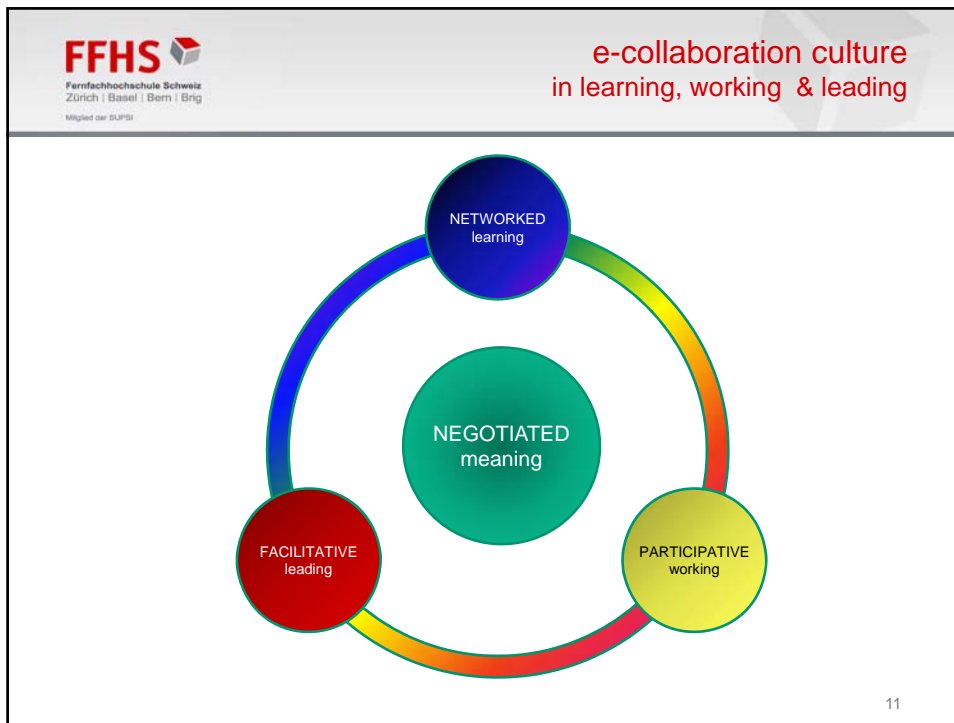 FFHS
Fernfachhochschule Schweiz
Zürich | Basel | Bern | Brig
Mitglied der SUPSI
e-collaboration culture
in learning, working & leading
NETWORKED
learning
NEGOTIATED
meaning
FACILITATIVE
leading
PARTICIPATIVE
working
11